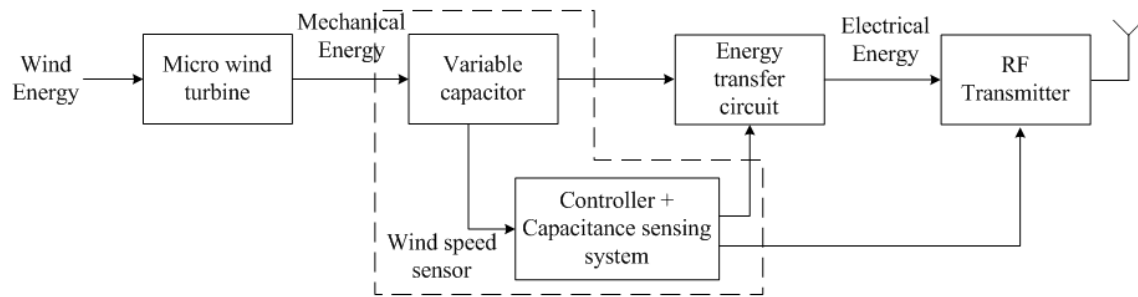 Wind
Energy
Micro wind
turbine
Mechanical
Energy
Variable
capacitor
Energy
transfer
circuit
Electrical
Energy
RF
Transmitter
Controller +
Capacitance sensing
system
Wind speed
sensor